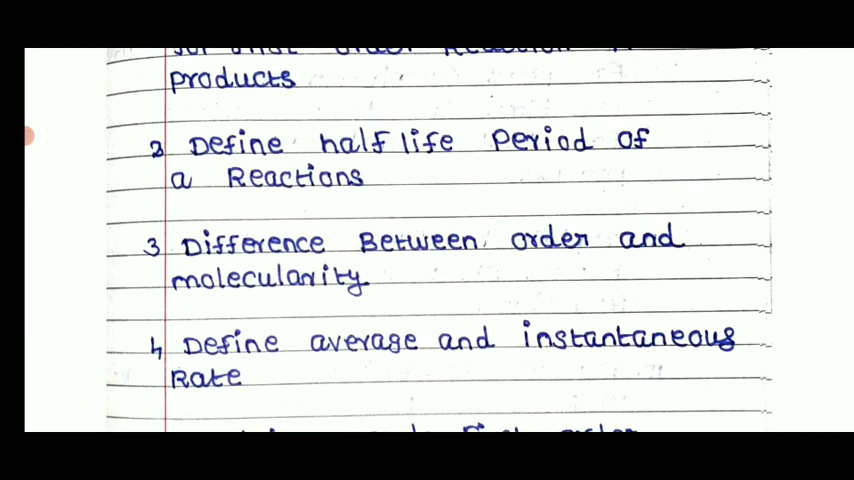 products
2 Define half life Period of
a Reactions
3 Difference Between order and
molecularity
4 Define average and instantaneous
Rate